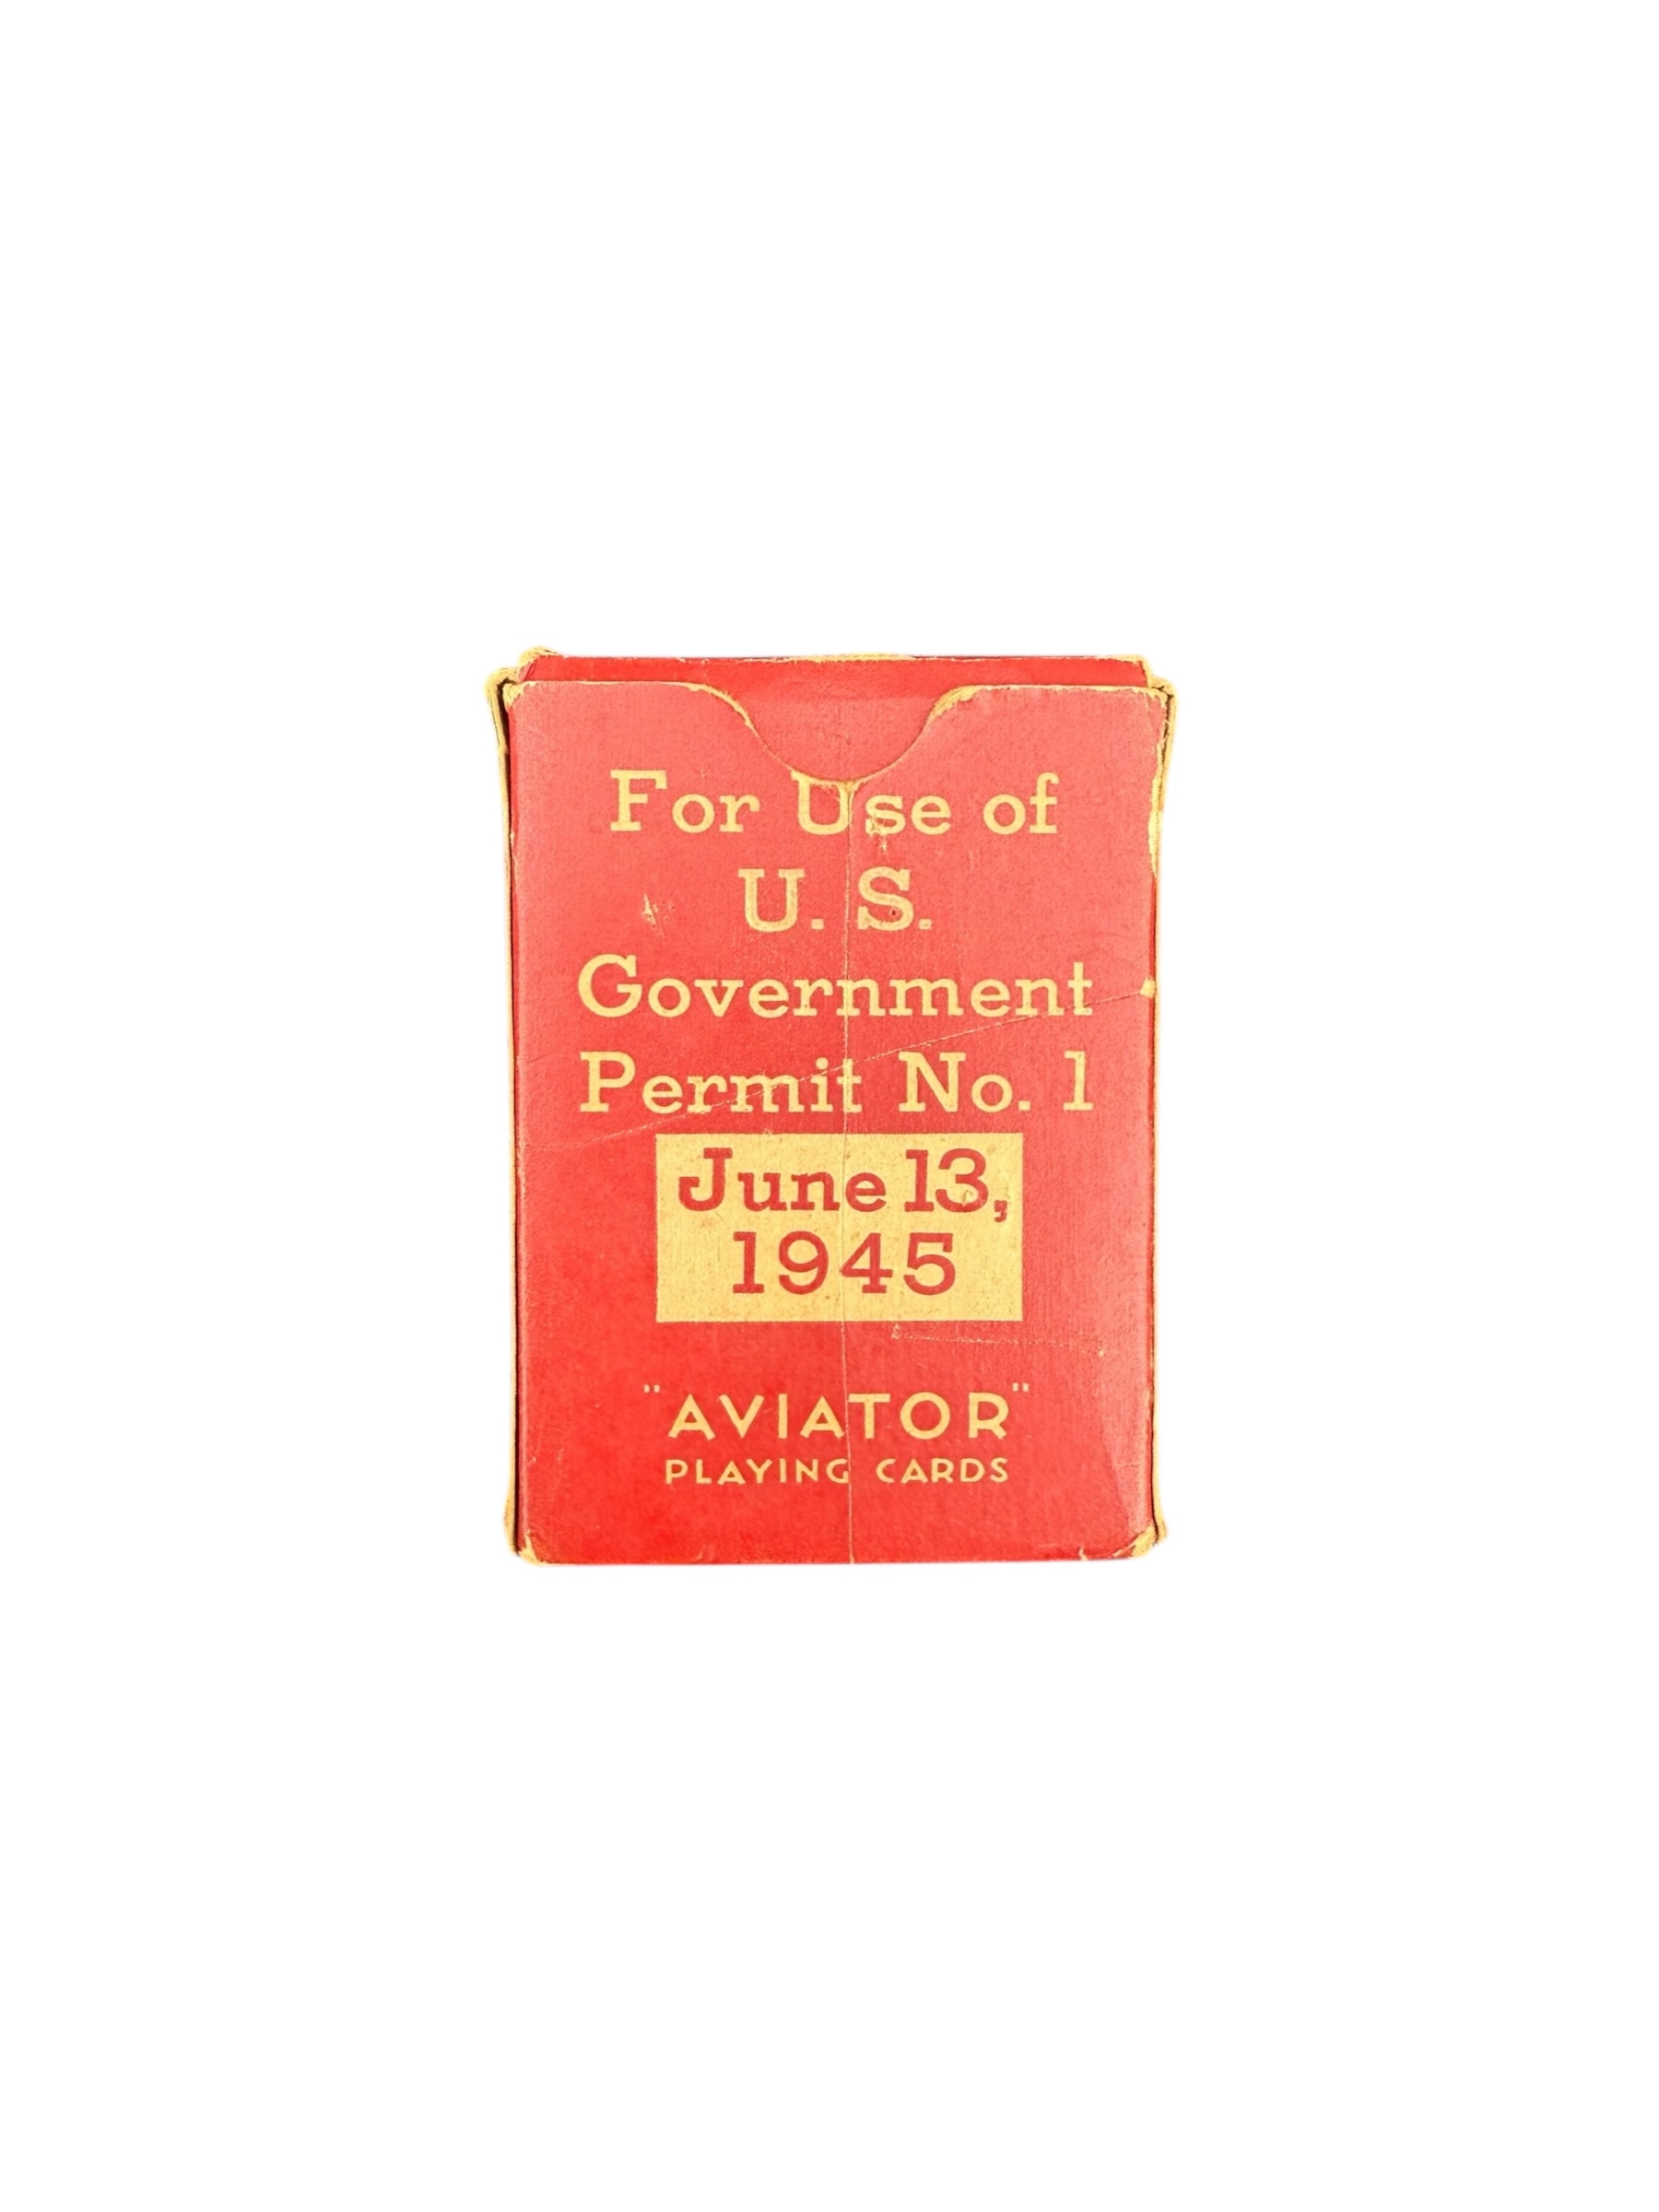 For Use of
U. S.
Government
Permit No. 1
June 13,
1945
"AVIATOR"
PLAYING CARDS